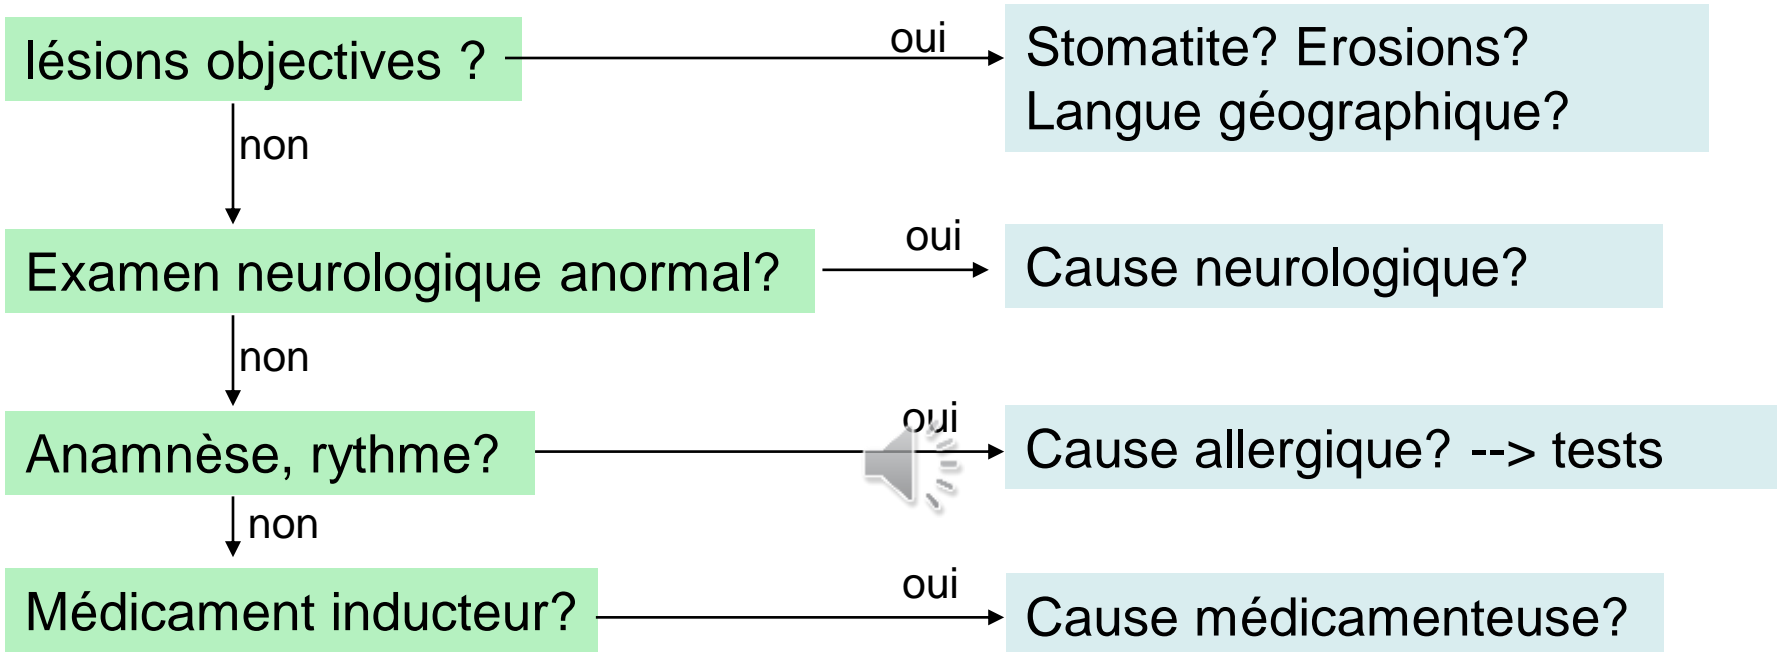 lésions objectives ?
oui
Stomatite? Erosions?
Langue géographique?
non
Examen neurologique anormal?
oui
Cause neurologique?
non
Anamnèse, rythme?
oui
Cause allergique? --> tests
non
Médicament inducteur?
oui
Cause médicamenteuse?